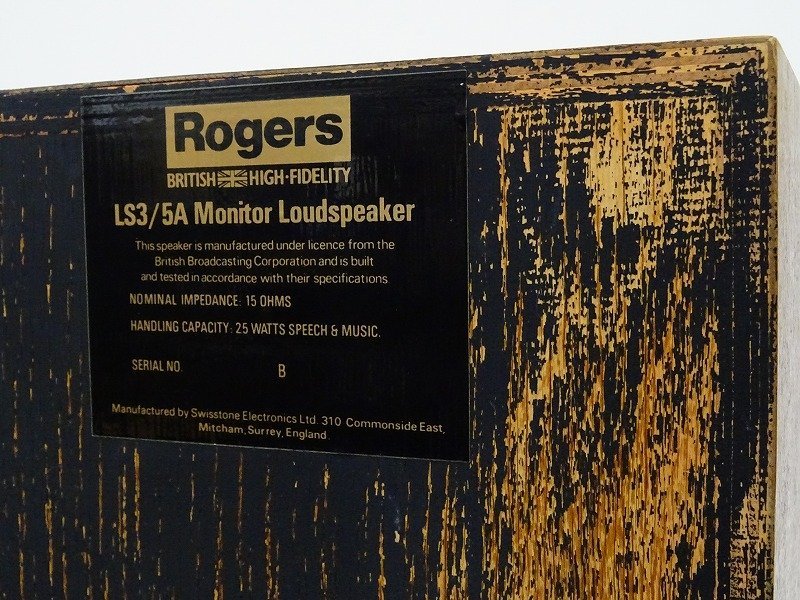 Rogers
BRITISH HIGH-FIDELITY
LS3/5A Monitor Loudspeaker
This speaker is manufactured under licence from the
British Broadcasting Corporation and is built
and tested in accordance with their specifications.
NOMINAL IMPEDANCE: 15 OHMS
HANDLING CAPACITY: 25 WATTS SPEECH & MUSIC.
SERIAL NO. B
Manufactured by Swisstone Electronics Ltd. 310 Commonside East,
Mitcham, Surrey, England.